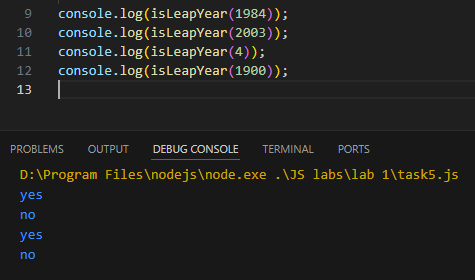 9 console.log(isLeapYear(1984));
10 console.log(isLeapYear(2003));
11 console.log(isLeapYear(4));
12 console.log(isLeapYear(1900));
13
PROBLEMS OUTPUT DEBUG CONSOLE TERMINAL PORTS
D:\Program Files\nodejs\node.exe .\JS labs\lab 1\task5.js
yes
no
yes
no